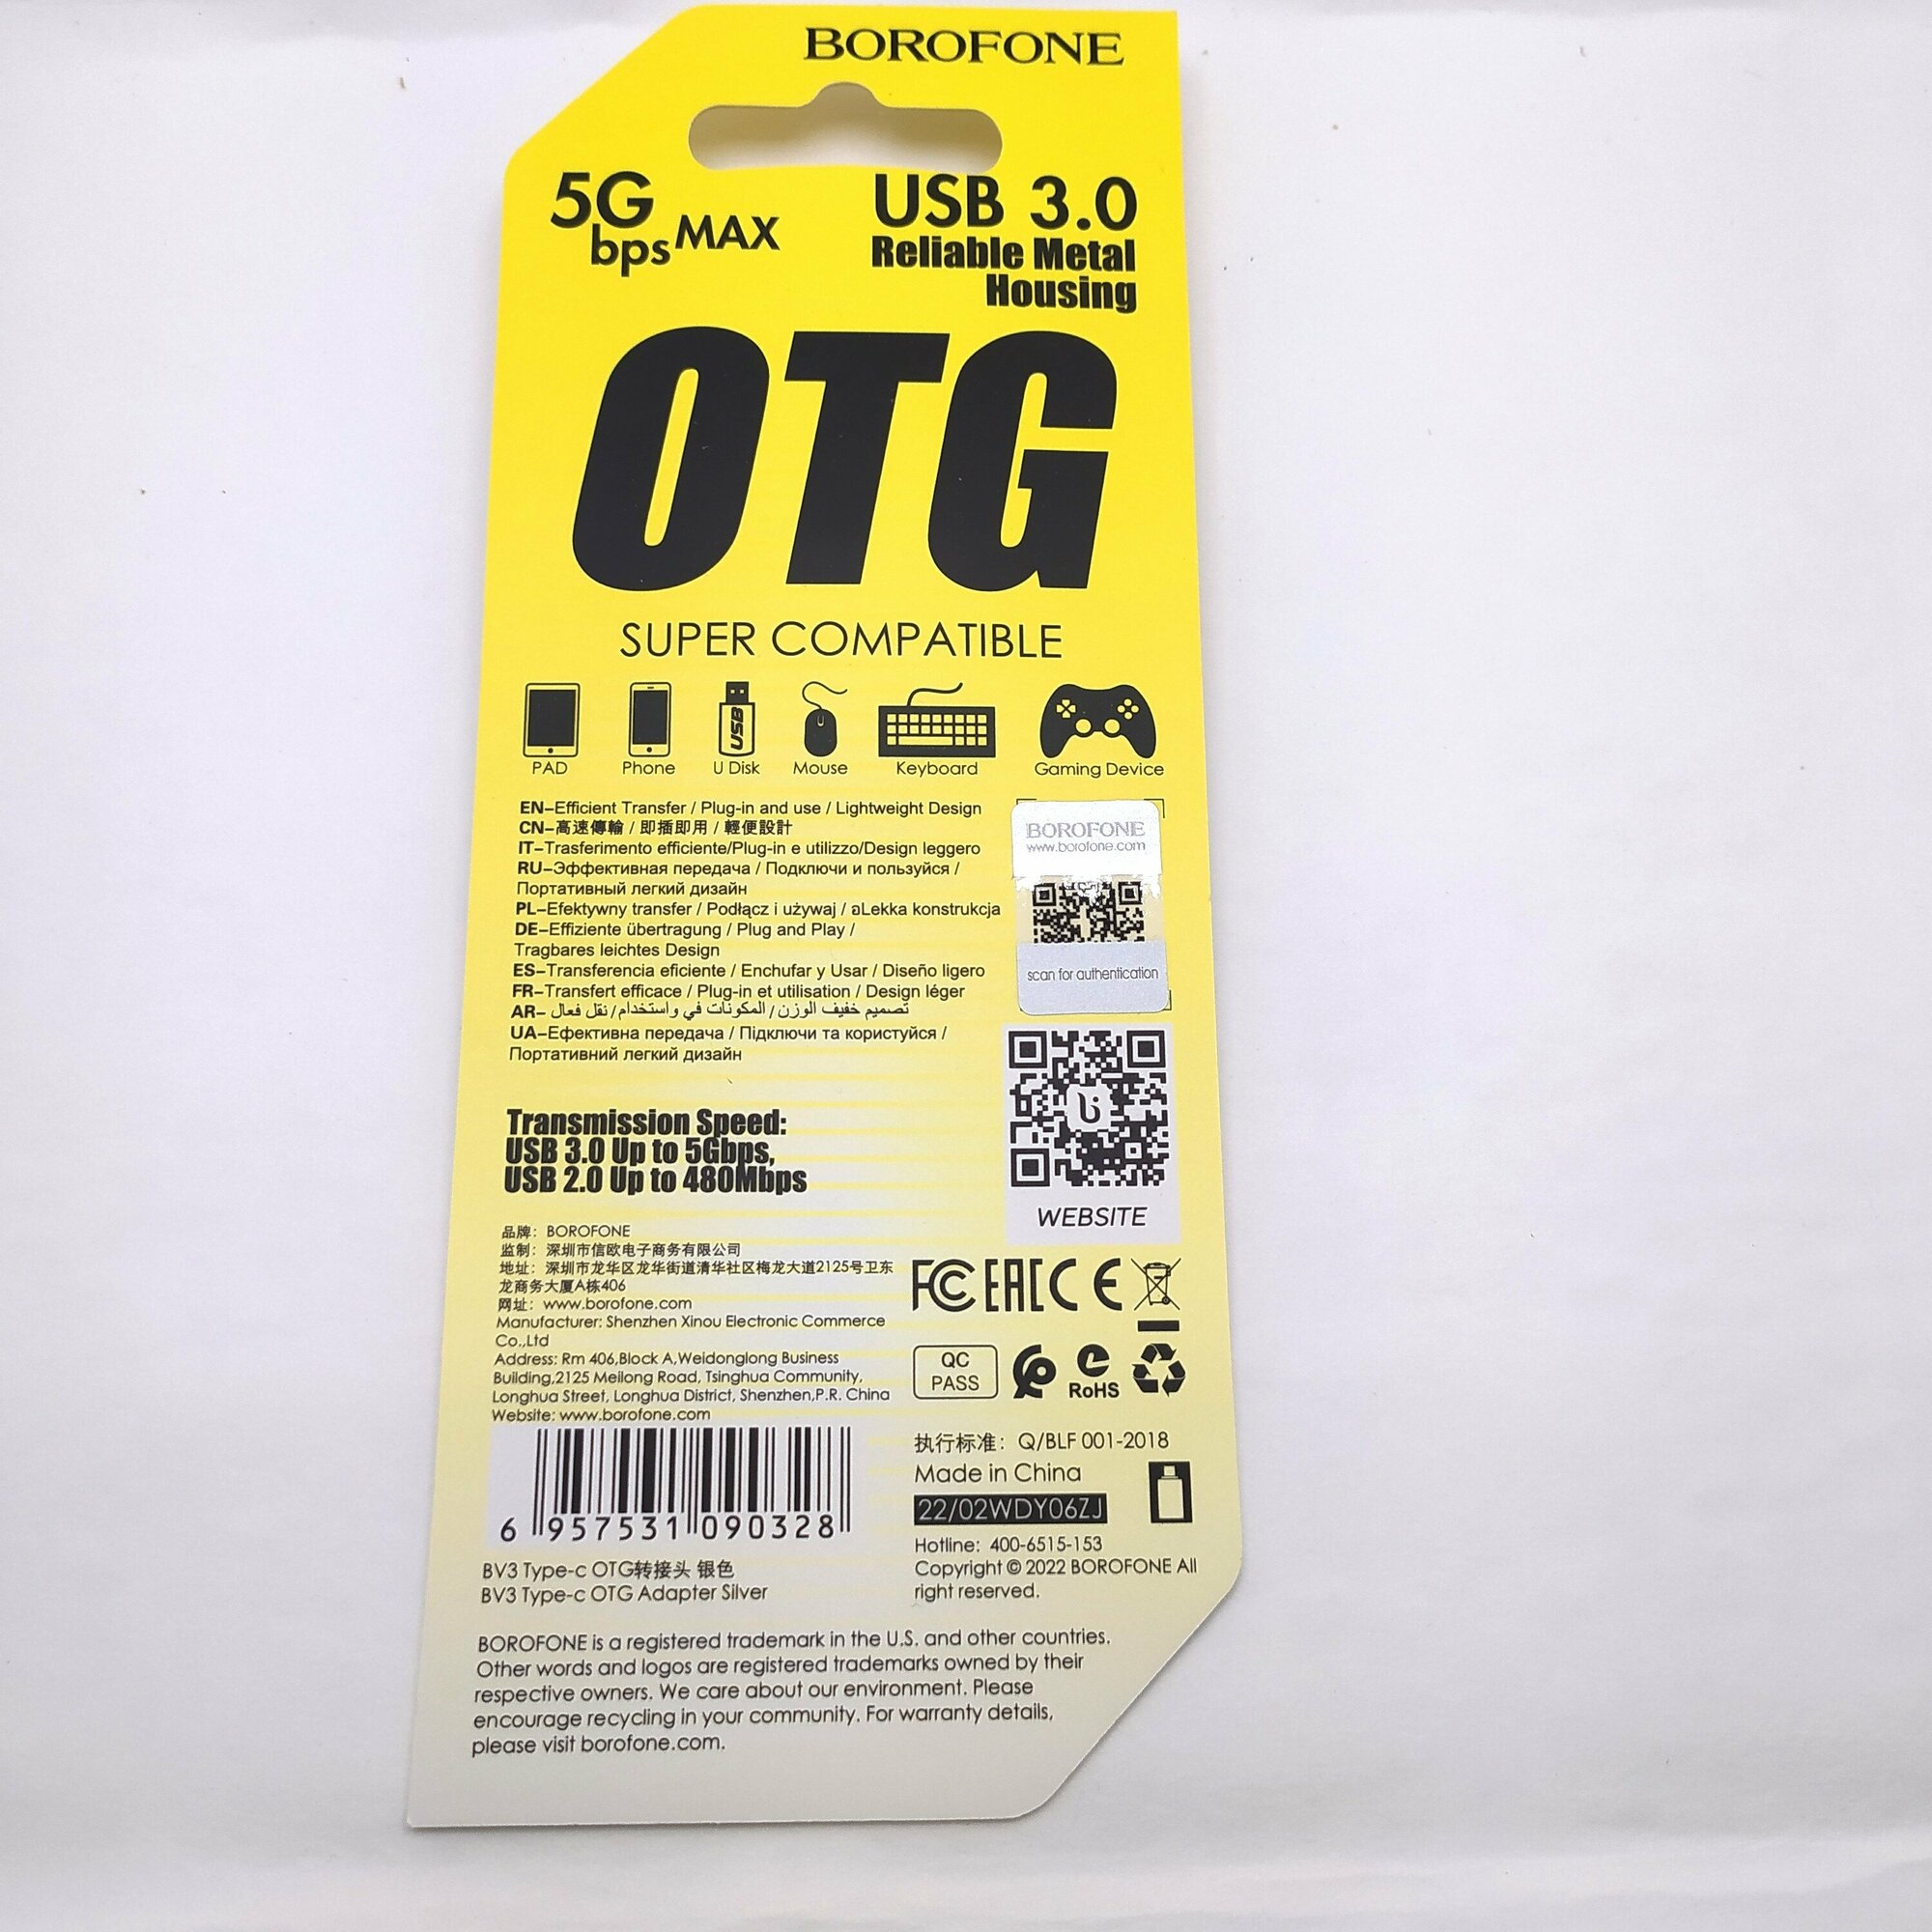 BOROFONE
5G
bps MAX
USB 3.0
Reliable Metal
Housing
OTG
SUPER COMPATIBLE
USB
PAD Phone U Disk Mouse Keyboard Gaming Device
EN–Efficient Transfer / Plug-in and use / Lightweight Design
CN–高速傳輸 / 即插即用 / 輕便設計
IT–Trasferimento efficiente/Plug-in e utilizzo/Design leggero
RU–Эффективная передача / Подключи и пользуйся /
Портативный легкий дизайн
PL–Efektywny transfer / Podłącz i używaj / อLekka konstrukcja
DE–Effiziente übertragung / Plug and Play /
Tragbares leichtes Design
ES–Transferencia eficiente / Enchufar y Usar / Diseño ligero
FR–Transfert efficace / Plug-in et utilisation / Design léger
AR– تصميم خفيف الوزن/ المكونات في واستخدام/ نقل فعال
UA–Ефективна передача / Підключи та користуйся /
Портативний легкий дизайн
BOROFONE
www.borofone.com
scan for authentication
WEBSITE
Transmission Speed:
USB 3.0 Up to 5Gbps,
USB 2.0 Up to 480Mbps
品牌：BOROFONE
监制：深圳市信欧电子商务有限公司
地址：深圳市龙华区龙华街道清华社区梅龙大道2125号卫东
龙商务大厦A栋406
网址：www.borofone.com
Manufacturer: Shenzhen Xinou Electronic Commerce
Co.,Ltd
Address: Rm 406,Block A,Weidonglong Business
Building,2125 Meilong Road, Tsinghua Community,
Longhua Street, Longhua District, Shenzhen,P.R. China
Website: www.borofone.com
FC EAC CE
QC
PASS
RoHS
6 957531 090328
BV3 Type-c OTG转接头 银色
BV3 Type-c OTG Adapter Silver
执行标准：Q/BLF 001-2018
Made in China
22/02WDY06ZJ
Hotline: 400-6515-153
Copyright © 2022 BOROFONE All
right reserved.
BOROFONE is a registered trademark in the U.S. and other countries.
Other words and logos are registered trademarks owned by their
respective owners. We care about our environment. Please
encourage recycling in your community. For warranty details,
please visit borofone.com.